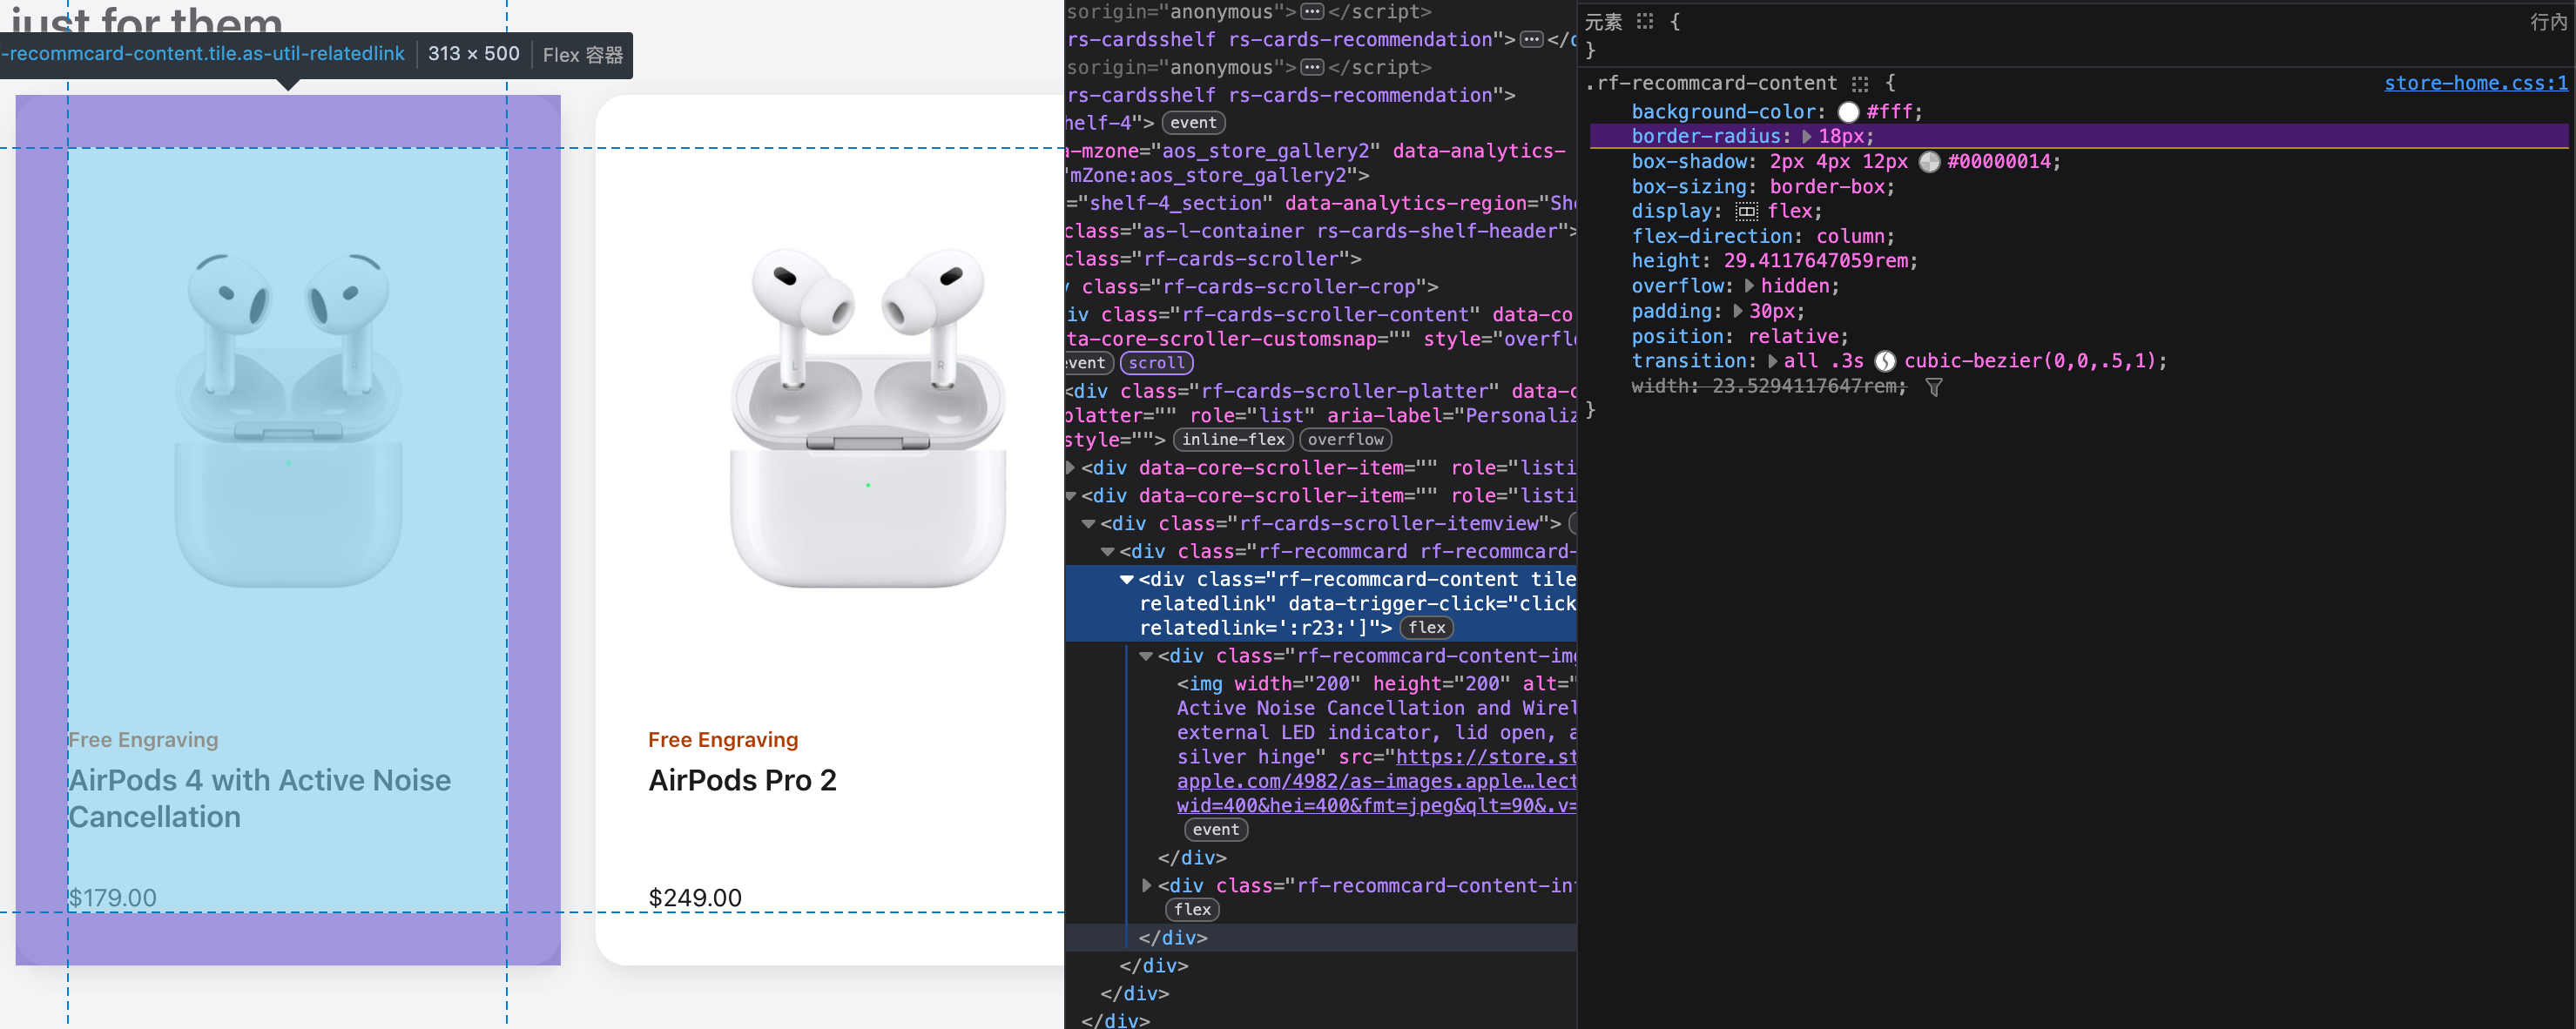 just for them
-recommcard-content.tile.as-util-relatedlink 313 × 500 Flex 容器
Free Engraving
AirPods 4 with Active Noise
Cancellation
$179.00
Free Engraving
AirPods Pro 2
$249.00
L
R
sorigin="anonymous"> ••• </script>
rs-cardsshelf rs-cards-recommendation"> ••• </
sorigin="anonymous"> ••• </script>
rs-cardsshelf rs-cards-recommendation">
helf-4"> event
a-mzone="aos_store_gallery2" data-analytics-
"mZone:aos_store_gallery2">
="shelf-4_section" data-analytics-region="Sh
class="as-l-container rs-cards-shelf-header">
class="rf-cards-scroller">
class="rf-cards-scroller-crop">
iv class="rf-cards-scroller-content" data-co
ta-core-scroller-customsnap="" style="overfl
event scroll
<div class="rf-cards-scroller-platter" data-c
platter="" role="list" aria-label="Personaliz
style=""> inline-flex overflow
<div data-core-scroller-item="" role="listi
<div data-core-scroller-item="" role="listi
<div class="rf-cards-scroller-itemview">
<div class="rf-recommcard rf-recommcard-
<div class="rf-recommcard-content tile
relatedlink" data-trigger-click="click
relatedlink=':r23:']"> flex
<div class="rf-recommcard-content-img
<img width="200" height="200" alt="
Active Noise Cancellation and Wirel
external LED indicator, lid open, a
silver hinge" src="https://store.st
apple.com/4982/as-images.apple…lect
wid=400&hei=400&fmt=jpeg&qlt=90&.v=
event
</div>
<div class="rf-recommcard-content-in
flex
</div>
</div>
</div>
</div>
元素 { 行內
}
.rf-recommcard-content { store-home.css:1
background-color: #fff;
border-radius: 18px;
box-shadow: 2px 4px 12px #00000014;
box-sizing: border-box;
display: flex;
flex-direction: column;
height: 29.4117647059rem;
overflow: hidden;
padding: 30px;
position: relative;
transition: all .3s cubic-bezier(0,0,.5,1);
width: 23.5294117647rem;
}